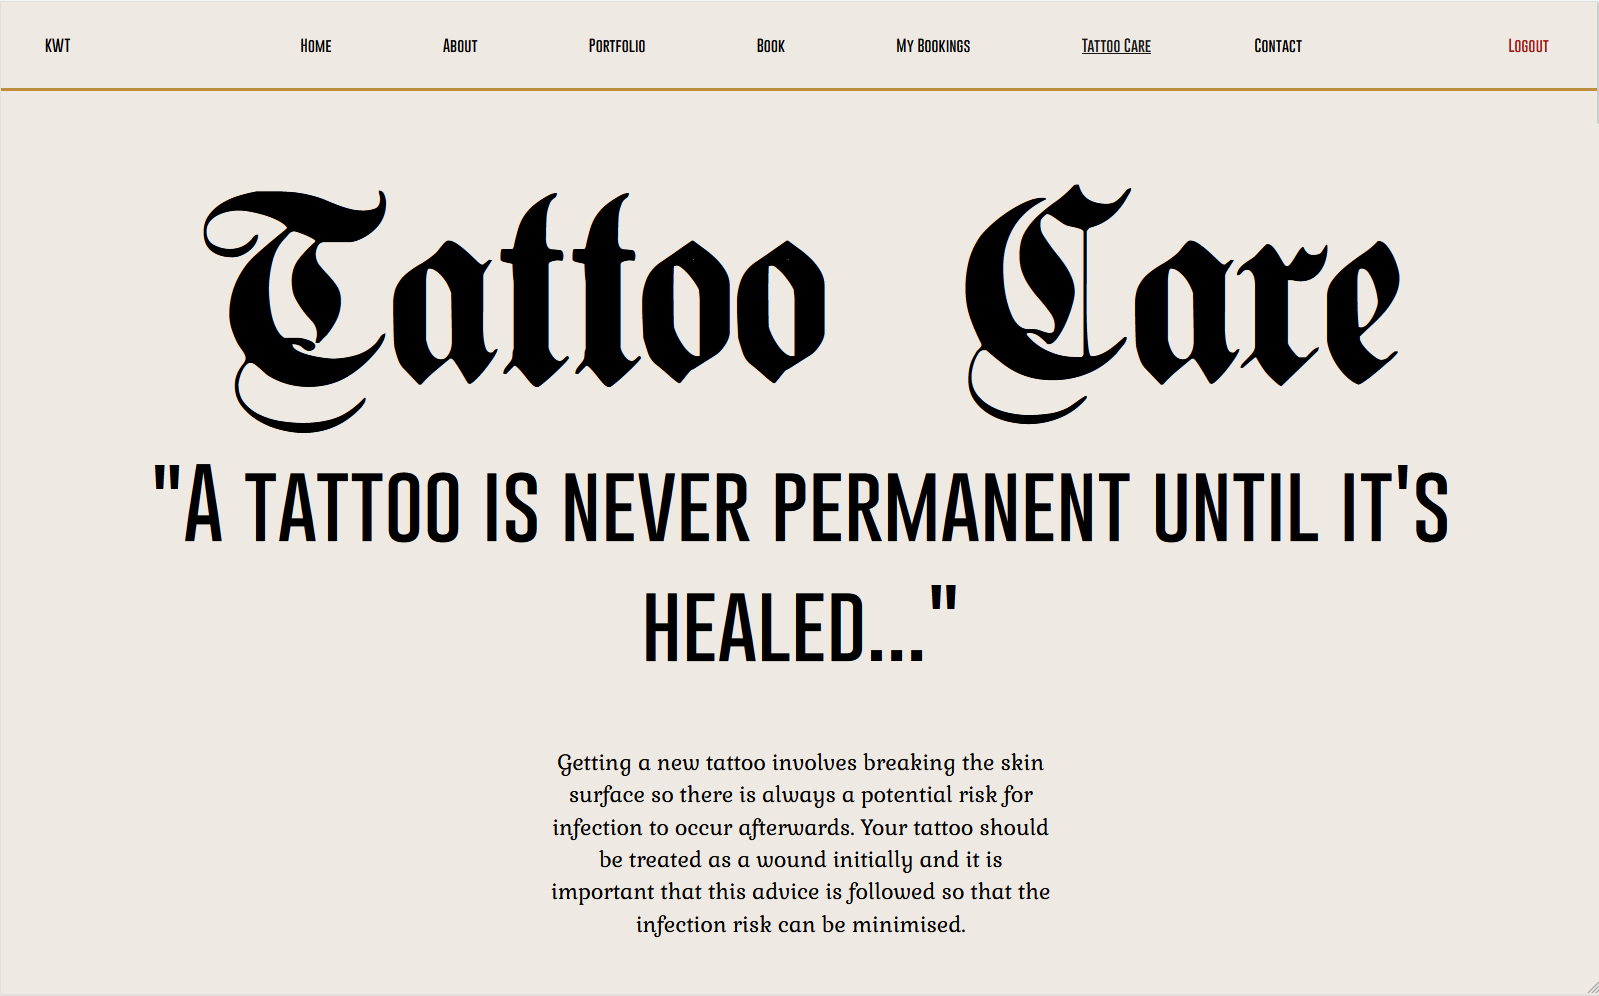 KWT Home About Portfolio Book My Bookings Tattoo Care Contact Logout
Tattoo Care
"A tattoo is never permanent until it's
healed..."
Getting a new tattoo involves breaking the skin
surface so there is always a potential risk for
infection to occur afterwards. Your tattoo should
be treated as a wound initially and it is
important that this advice is followed so that the
infection risk can be minimised.